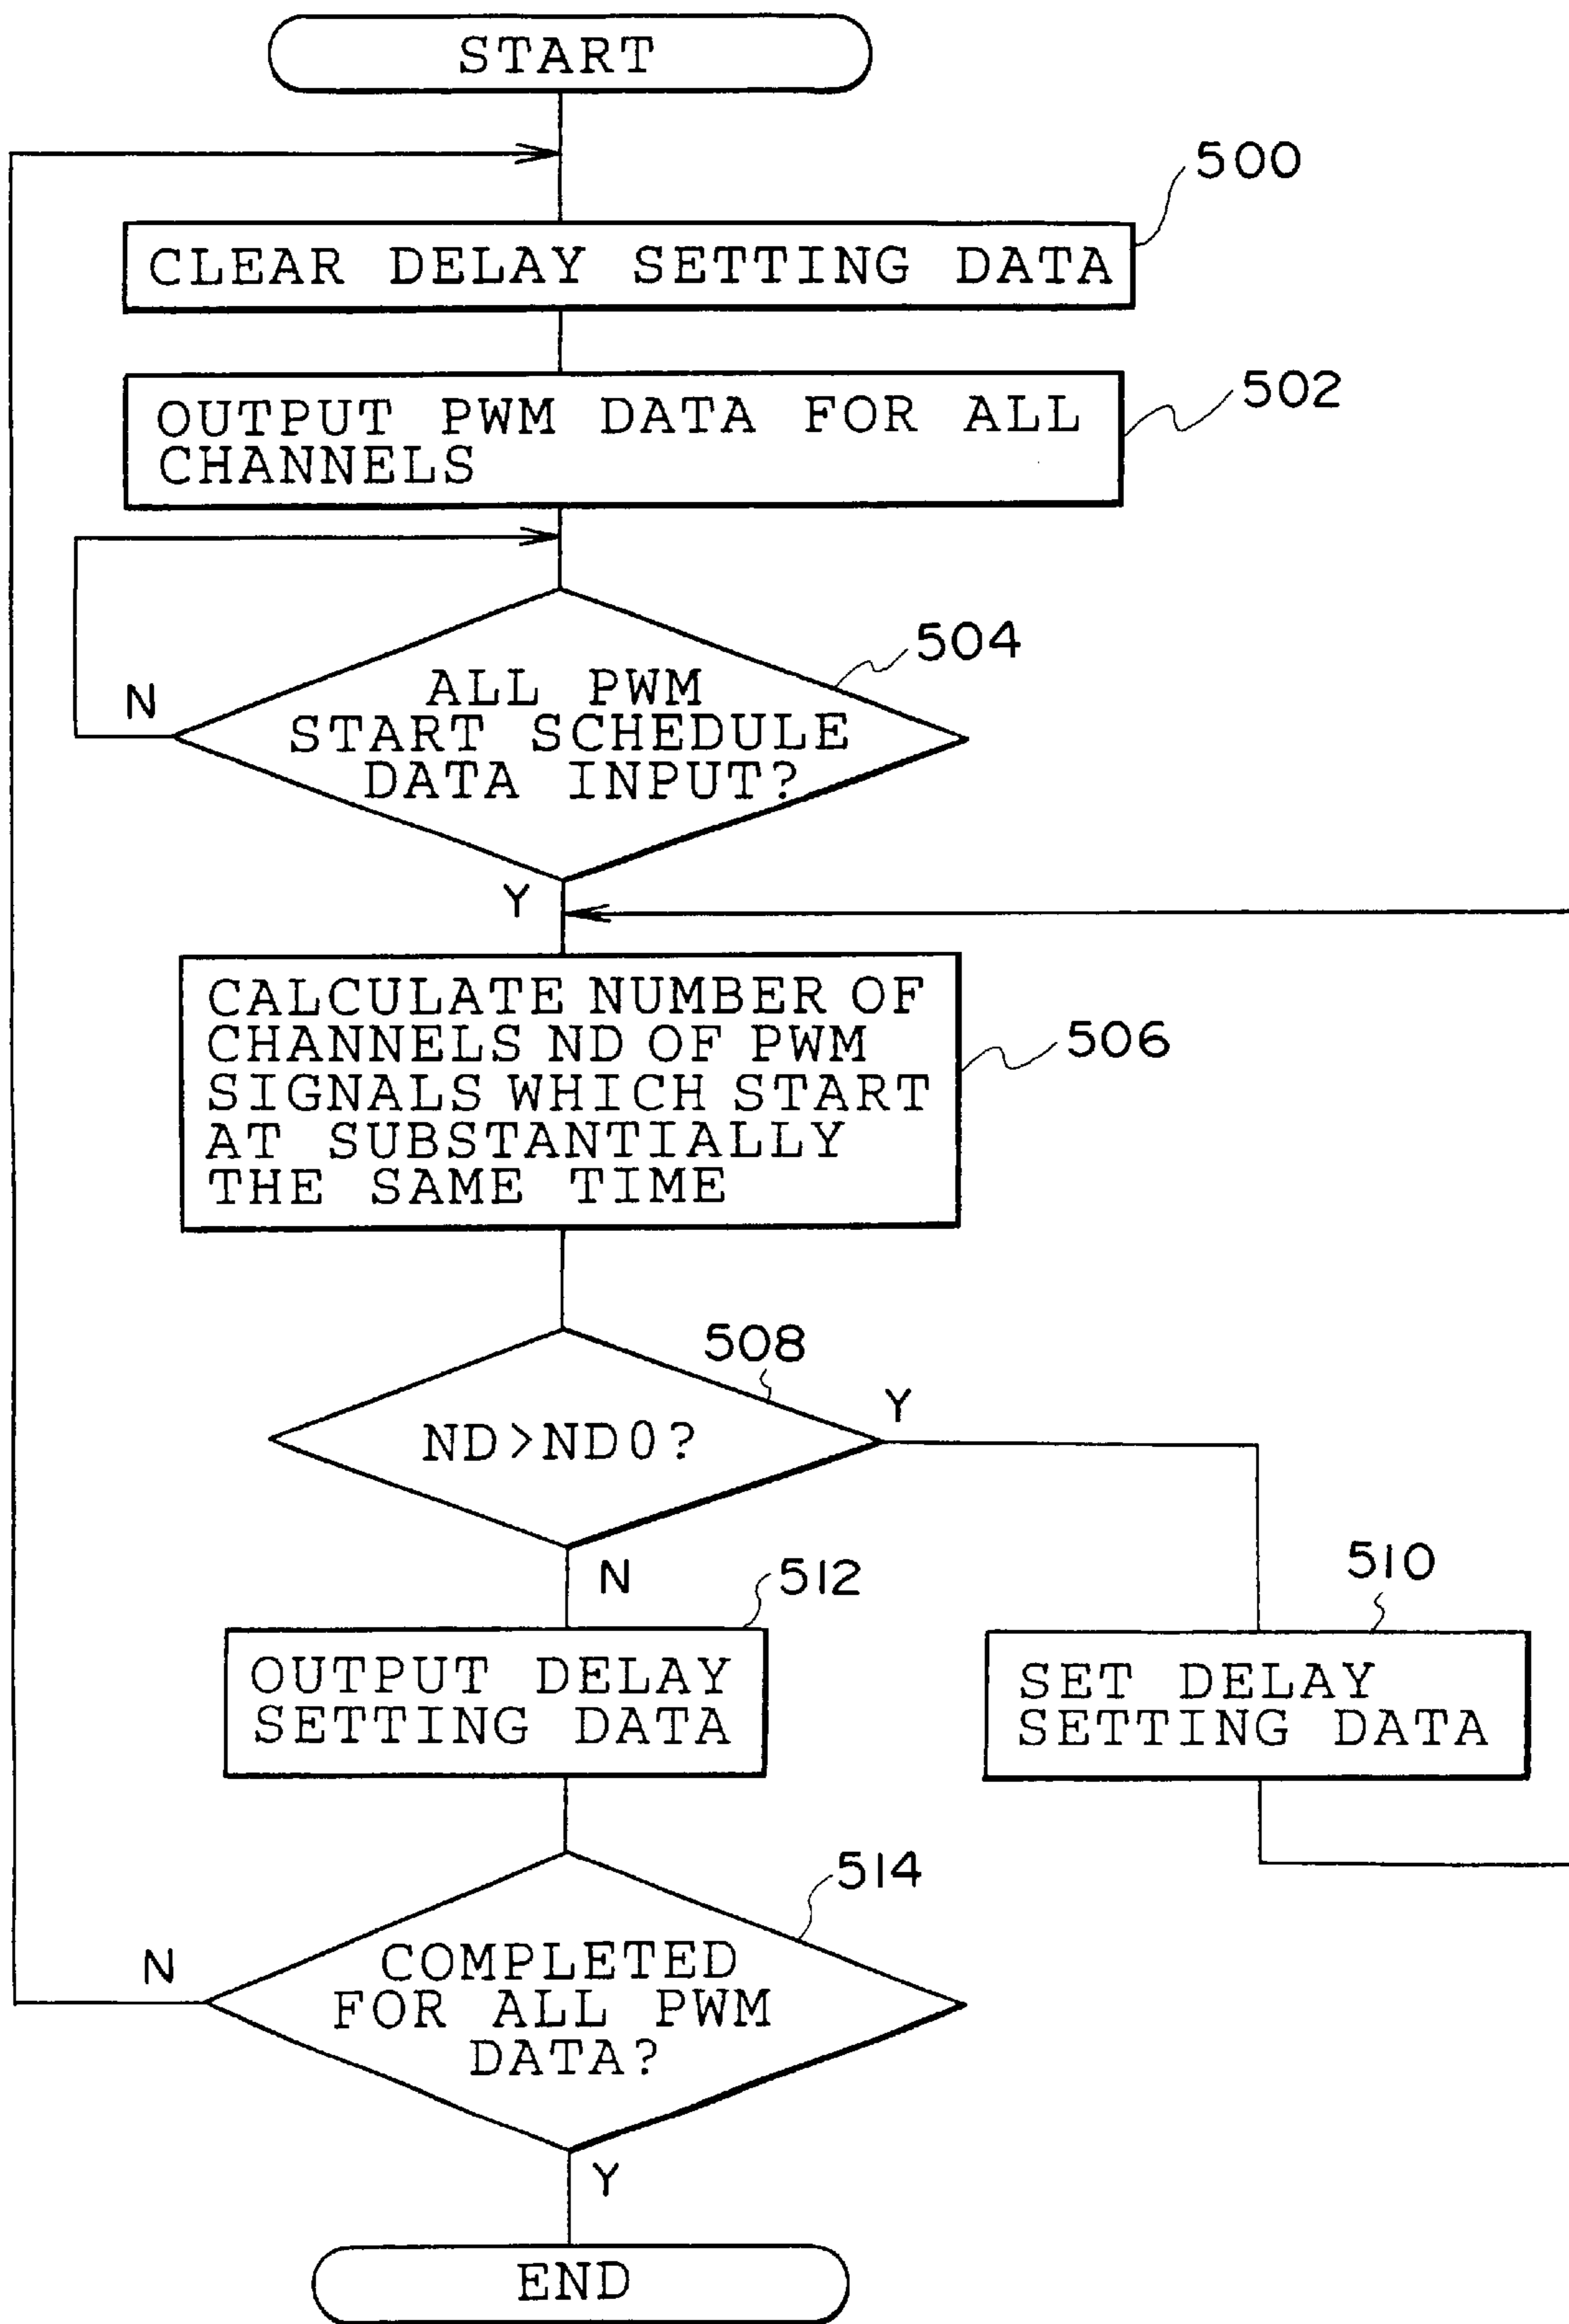 START
500
CLEAR DELAY SETTING DATA
502
OUTPUT PWM DATA FOR ALL
CHANNELS
504
ALL PWM
START SCHEDULE
DATA INPUT?
N
Y
CALCULATE NUMBER OF
CHANNELS ND OF PWM
SIGNALS WHICH START
AT SUBSTANTIALLY
THE SAME TIME
506
508
ND>ND0?
Y
N
512
OUTPUT DELAY
SETTING DATA
510
SET DELAY
SETTING DATA
514
COMPLETED
FOR ALL PWM
DATA?
N
Y
END